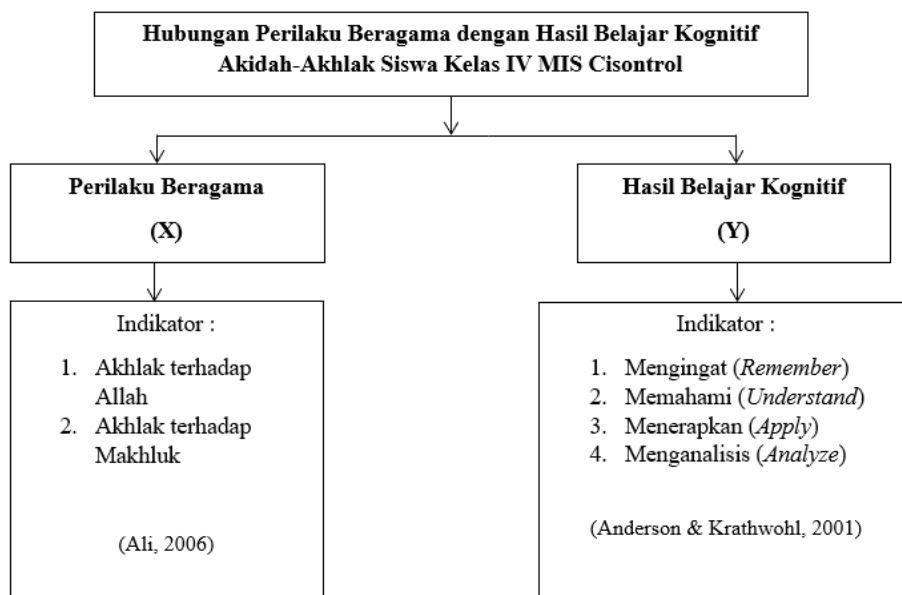 Hubungan Perilaku Beragama dengan Hasil Belajar Kognitif
Akidah-Akhlak Siswa Kelas IV MIS Cisontrol
Perilaku Beragama
(X)
Hasil Belajar Kognitif
(Y)
Indikator :
1. Akhlak terhadap
Allah
2. Akhlak terhadap
Makhluk
(Ali, 2006)
Indikator :
1. Mengingat (Remember)
2. Memahami (Understand)
3. Menerapkan (Apply)
4. Menganalisis (Analyze)
(Anderson & Krathwohl, 2001)